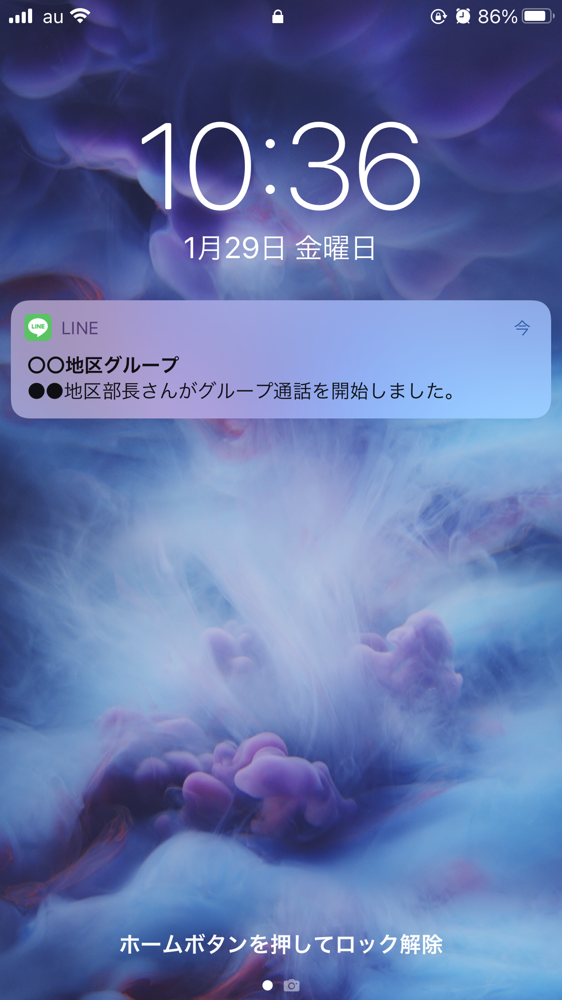 au
86%
10:36
1月29日 金曜日
LINE
LINE
今
〇〇地区グループ
●●地区部長さんがグループ通話を開始しました。
ホームボタンを押してロック解除